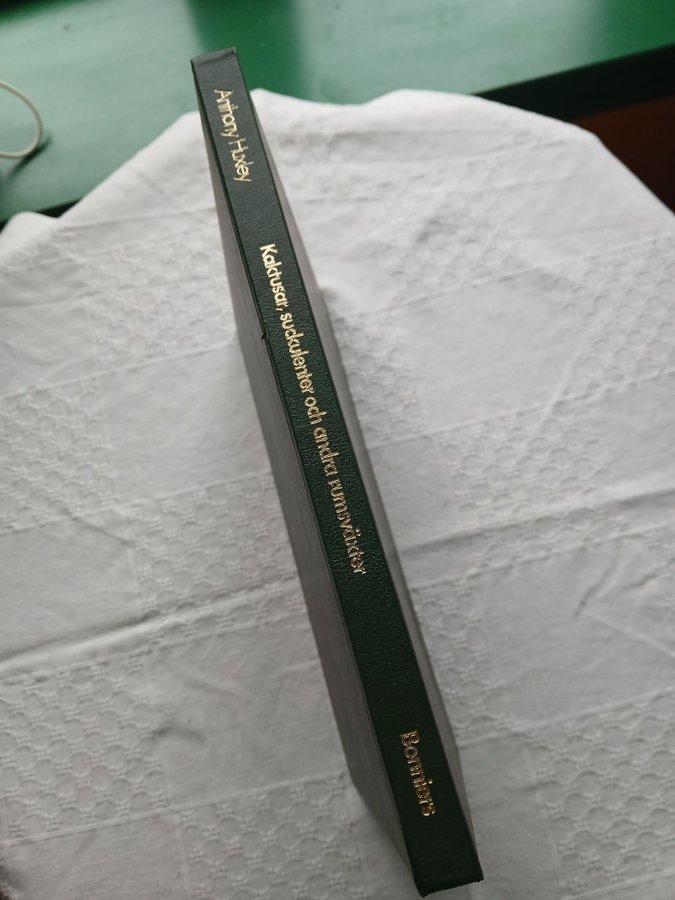 Anthony Huxley
Kaktusar, suckulenter och andra rumsväxter
Bonniers